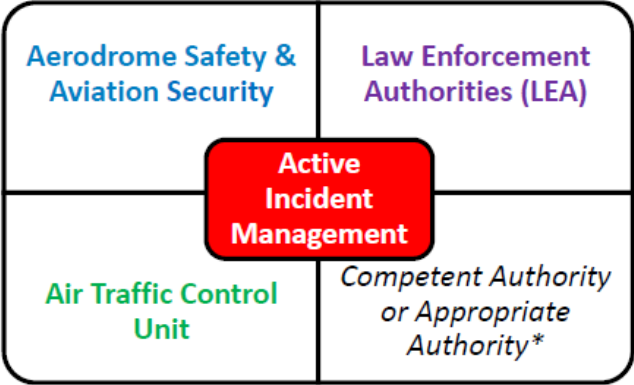 Aerodrome Safety &
Aviation Security
Law Enforcement
Authorities (LEA)
Active
Incident
Management
Air Traffic Control
Unit
Competent Authority
or Appropriate
Authority*